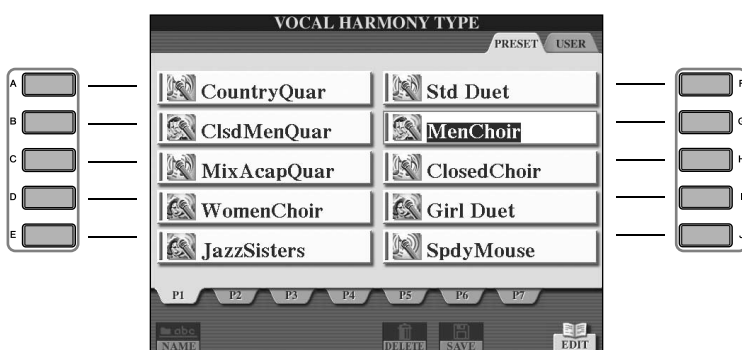 VOCAL HARMONY TYPE
PRESET USER
A CountryQuar Std Duet F
B ClsdMenQuar MenChoir G
C MixAcapQuar ClosedChoir H
D WomenChoir Girl Duet I
E JazzSisters SpdyMouse J
P1 P2 P3 P4 P5 P6 P7
abc
NAME DELETE SAVE EDIT